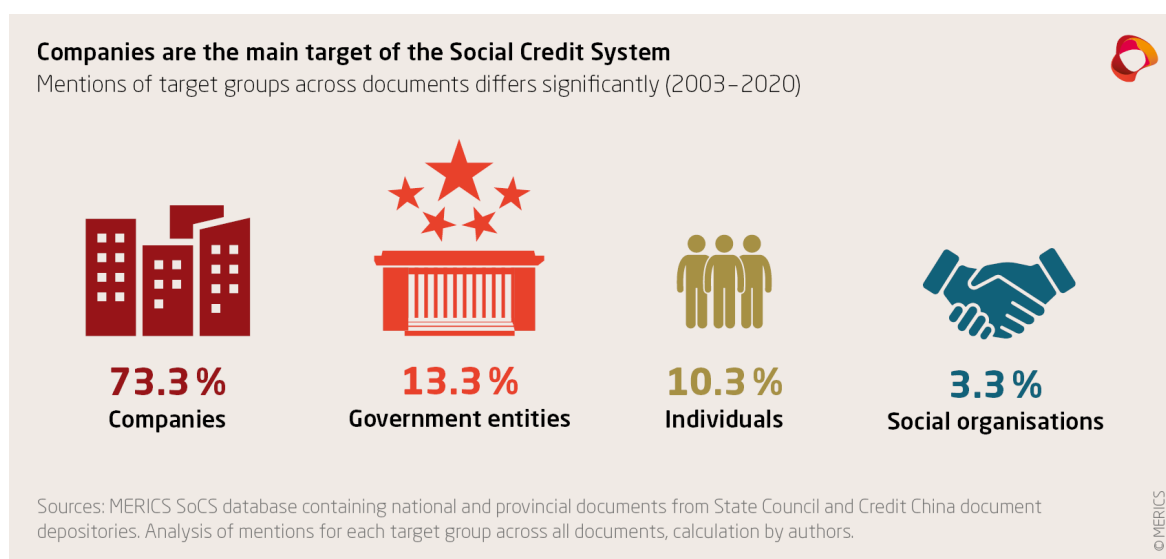 Companies are the main target of the Social Credit System
Mentions of target groups across documents differs significantly (2003–2020)
73.3 %
Companies
13.3 %
Government entities
10.3 %
Individuals
3.3 %
Social organisations
Sources: MERICS SoCS database containing national and provincial documents from State Council and Credit China document
depositories. Analysis of mentions for each target group across all documents, calculation by authors.
© MERICS